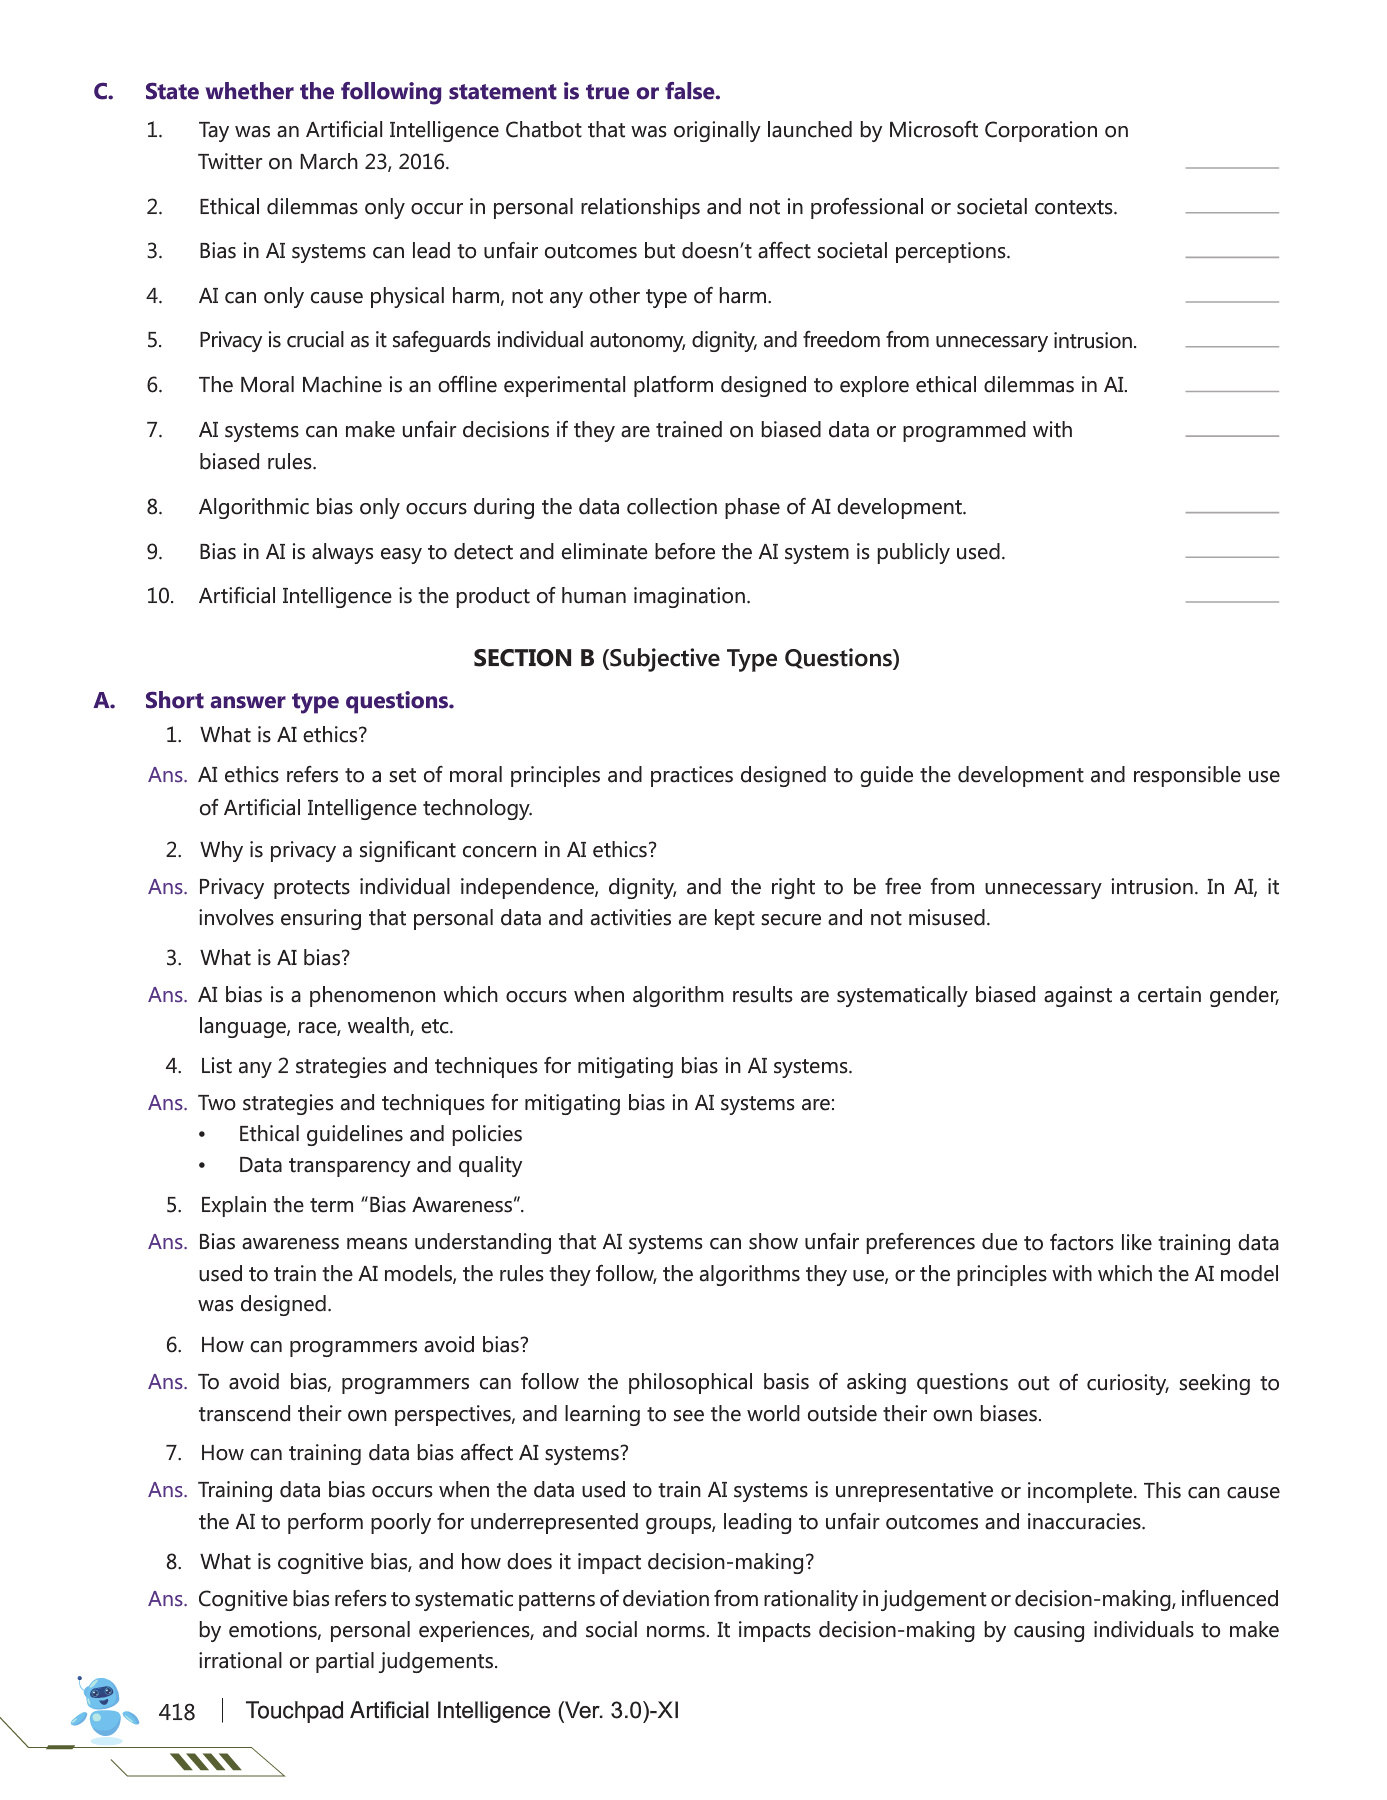 C. State whether the following statement is true or false.
1. Tay was an Artificial Intelligence Chatbot that was originally launched by Microsoft Corporation on
Twitter on March 23, 2016.
2. Ethical dilemmas only occur in personal relationships and not in professional or societal contexts.
3. Bias in AI systems can lead to unfair outcomes but doesn't affect societal perceptions.
4. AI can only cause physical harm, not any other type of harm.
5. Privacy is crucial as it safeguards individual autonomy, dignity, and freedom from unnecessary intrusion.
6. The Moral Machine is an offline experimental platform designed to explore ethical dilemmas in AI.
7. AI systems can make unfair decisions if they are trained on biased data or programmed with
biased rules.
8. Algorithmic bias only occurs during the data collection phase of AI development.
9. Bias in AI is always easy to detect and eliminate before the AI system is publicly used.
10. Artificial Intelligence is the product of human imagination.
SECTION B (Subjective Type Questions)
A. Short answer type questions.
1. What is AI ethics?
Ans. AI ethics refers to a set of moral principles and practices designed to guide the development and responsible use
of Artificial Intelligence technology.
2. Why is privacy a significant concern in AI ethics?
Ans. Privacy protects individual independence, dignity, and the right to be free from unnecessary intrusion. In AI, it
involves ensuring that personal data and activities are kept secure and not misused.
3. What is AI bias?
Ans. AI bias is a phenomenon which occurs when algorithm results are systematically biased against a certain gender,
language, race, wealth, etc.
4. List any 2 strategies and techniques for mitigating bias in AI systems.
Ans. Two strategies and techniques for mitigating bias in AI systems are:
• Ethical guidelines and policies
• Data transparency and quality
5. Explain the term “Bias Awareness”.
Ans. Bias awareness means understanding that AI systems can show unfair preferences due to factors like training data
used to train the AI models, the rules they follow, the algorithms they use, or the principles with which the AI model
was designed.
6. How can programmers avoid bias?
Ans. To avoid bias, programmers can follow the philosophical basis of asking questions out of curiosity, seeking to
transcend their own perspectives, and learning to see the world outside their own biases.
7. How can training data bias affect AI systems?
Ans. Training data bias occurs when the data used to train AI systems is unrepresentative or incomplete. This can cause
the AI to perform poorly for underrepresented groups, leading to unfair outcomes and inaccuracies.
8. What is cognitive bias, and how does it impact decision-making?
Ans. Cognitive bias refers to systematic patterns of deviation from rationality in judgement or decision-making, influenced
by emotions, personal experiences, and social norms. It impacts decision-making by causing individuals to make
irrational or partial judgements.
418 Touchpad Artificial Intelligence (Ver. 3.0)-XI